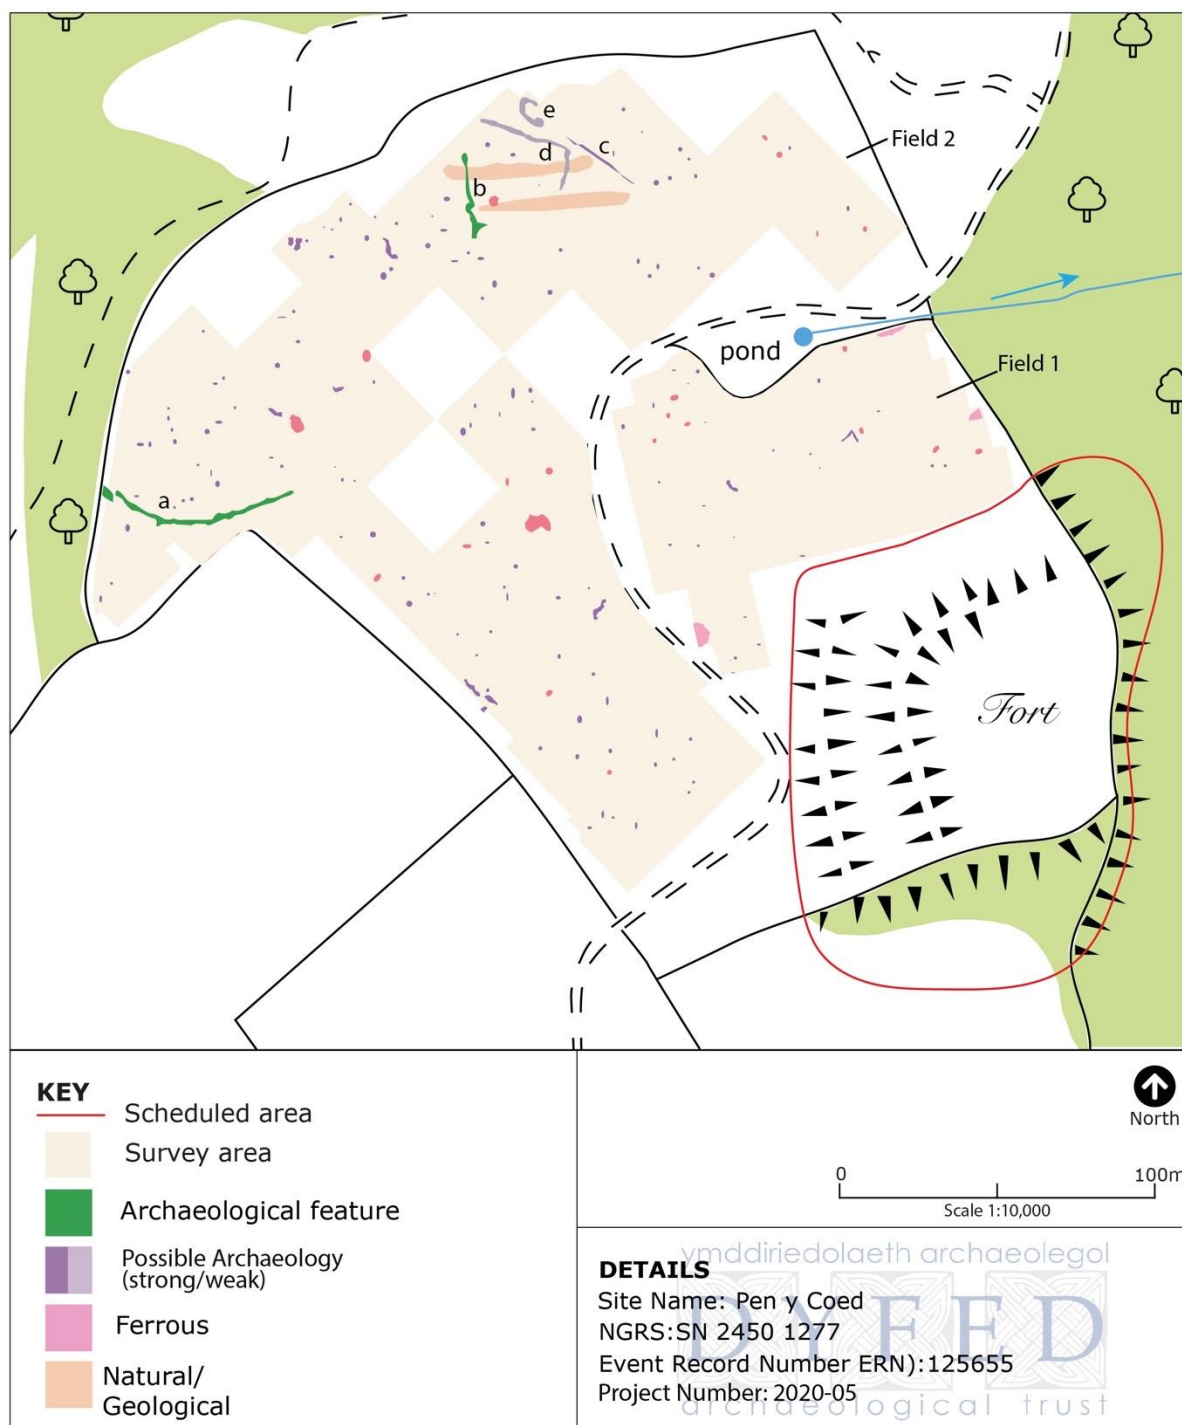 e
Field 2
c
d
b
pond
Field 1
a
Fort
KEY
Scheduled area
Survey area
Archaeological feature
Possible Archaeology
(strong/weak)
Ferrous
Natural/
Geological
North
0 100m
Scale 1:10,000
ymddiriedolaeth archaeolegol
DYFED
archaeological trust
DETAILS
Site Name: Pen y Coed
NGRS:SN 2450 1277
Event Record Number ERN):125655
Project Number: 2020-05